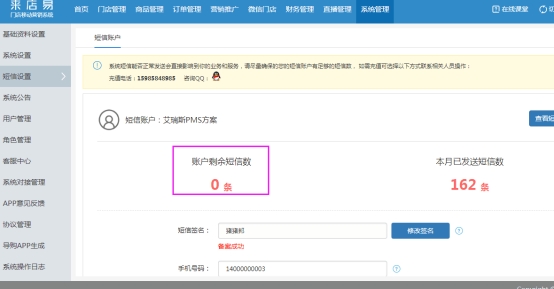 来店易
门店移动营销系统
首页 门店管理 商品管理 订单管理 营销推广 微信门店 财务管理 直播管理 系统管理 在线课堂
基础资料设置
系统设置
短信设置
系统公告
用户管理
角色管理
客服中心
系统对接管理
APP意见反馈
协议管理
导购APP生成
系统操作日志
短信账户
系统短信能否正常发送会直接影响到你的业务和服务，请尽量确保的您的短信账户有足够的短信数，如需充值可选择以下方式联系相关人员操作：
充值电话：15985848985 咨询QQ：
短信账户：艾瑞斯PMS方案
查看短
账户剩余短信数
0 条
本月已发送短信数
162 条
短信签名：
修改签名
备案成功
手机号码： 14000000003
Copyright ©